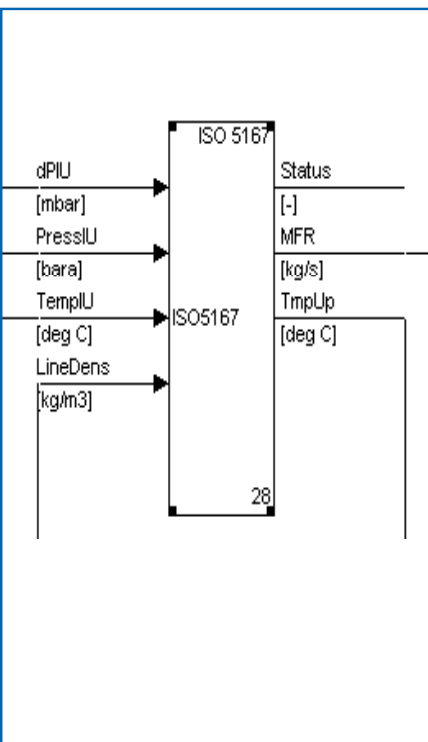 ISO 5167
dPIU
[mbar]
PressIU
[bara]
TempIU
[deg C]
LineDens
[kg/m3]
ISO5167
Status
[-]
MFR
[kg/s]
TmpUp
[deg C]
28